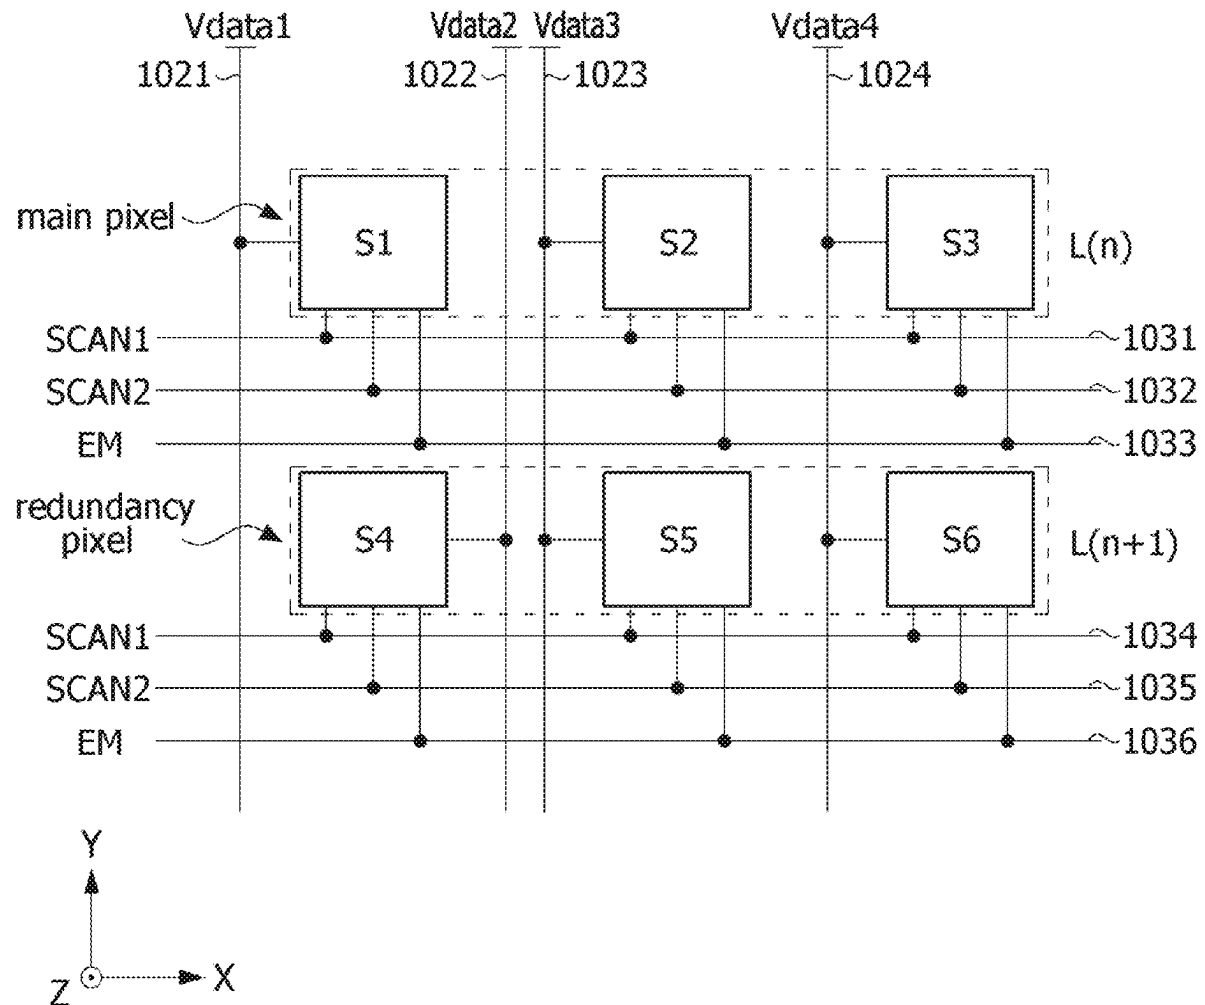 Vdata1 Vdata2 Vdata3 Vdata4
1021 1022 1023 1024
main pixel S1 S2 S3 L(n)
SCAN1 1031
SCAN2 1032
EM 1033
redundancy
pixel S4 S5 S6 L(n+1)
SCAN1 1034
SCAN2 1035
EM 1036
Y
Z X